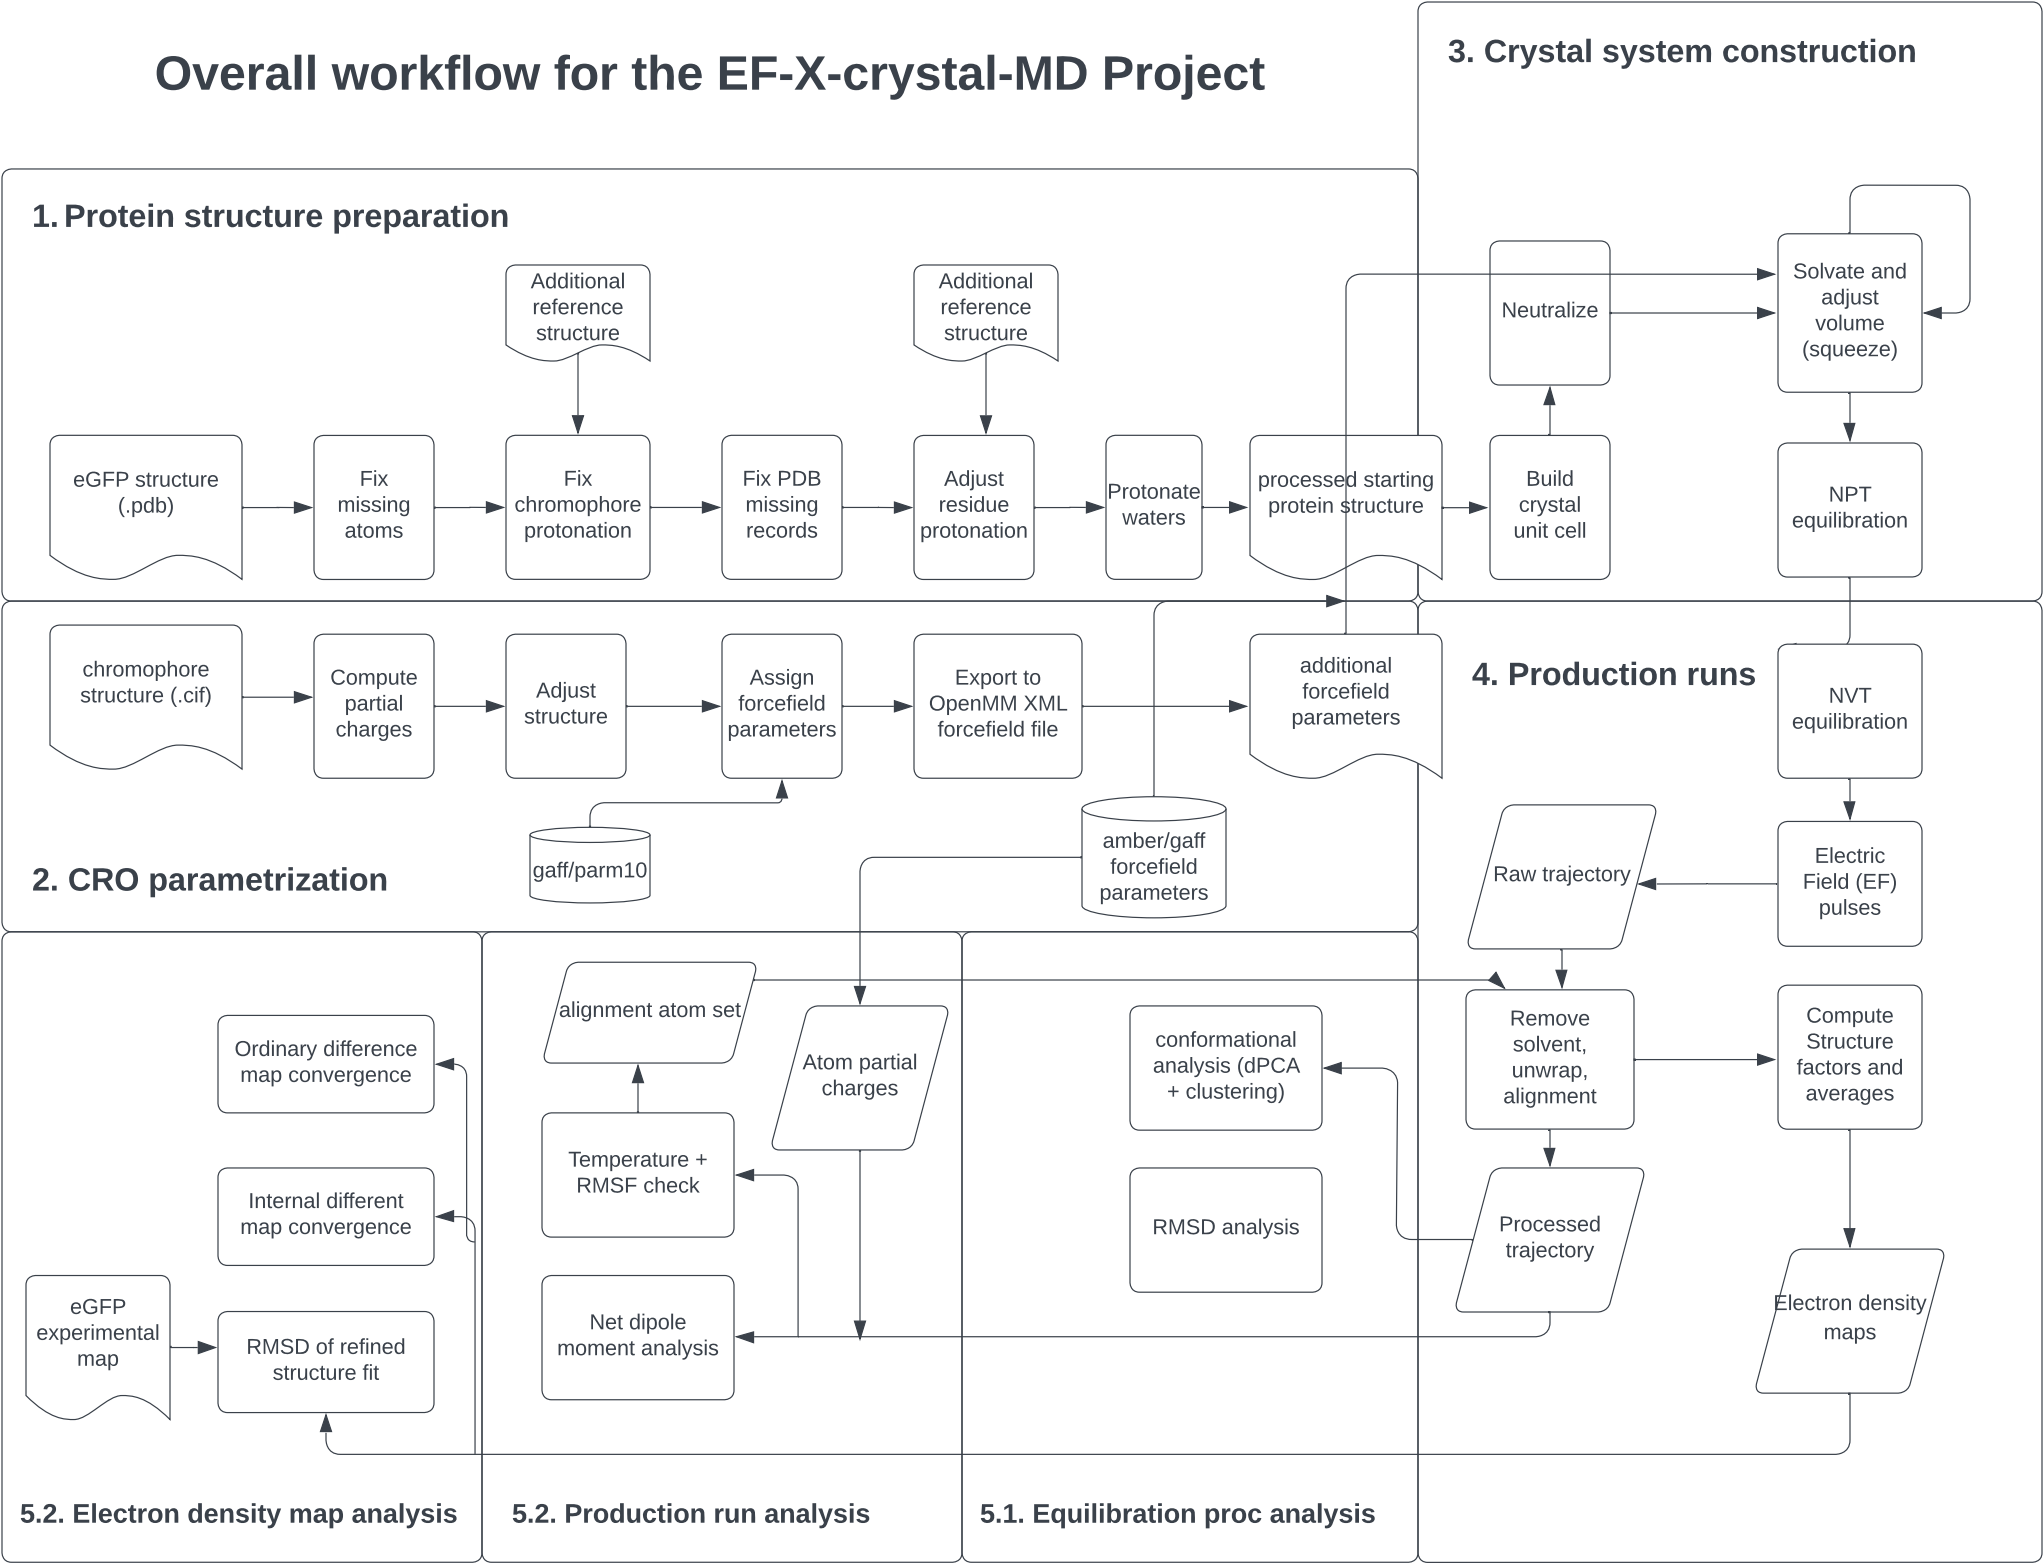 Overall workflow for the EF-X-crystal-MD Project
3. Crystal system construction
1. Protein structure preparation
Additional
reference
structure
Additional
reference
structure
Neutralize
Solvate and
adjust
volume
(squeeze)
eGFP structure
(.pdb)
Fix
missing
atoms
Fix
chromophore
protonation
Fix PDB
missing
records
Adjust
residue
protonation
Protonate
waters
processed starting
protein structure
Build
crystal
unit cell
NPT
equilibration
chromophore
structure (.cif)
Compute
partial
charges
Adjust
structure
Assign
forcefield
parameters
Export to
OpenMM XML
forcefield file
additional
forcefield
parameters
4. Production runs
NVT
equilibration
gaff/parm10
amber/gaff
forcefield
parameters
2. CRO parametrization
Raw trajectory
Electric
Field (EF)
pulses
alignment atom set
Atom partial
charges
Ordinary difference
map convergence
conformational
analysis (dPCA
+ clustering)
Remove
solvent,
unwrap,
alignment
Compute
Structure
factors and
averages
Temperature +
RMSF check
Internal different
map convergence
RMSD analysis
Processed
trajectory
eGFP
experimental
map
RMSD of refined
structure fit
Net dipole
moment analysis
Electron density
maps
5.2. Electron density map analysis
5.2. Production run analysis
5.1. Equilibration proc analysis